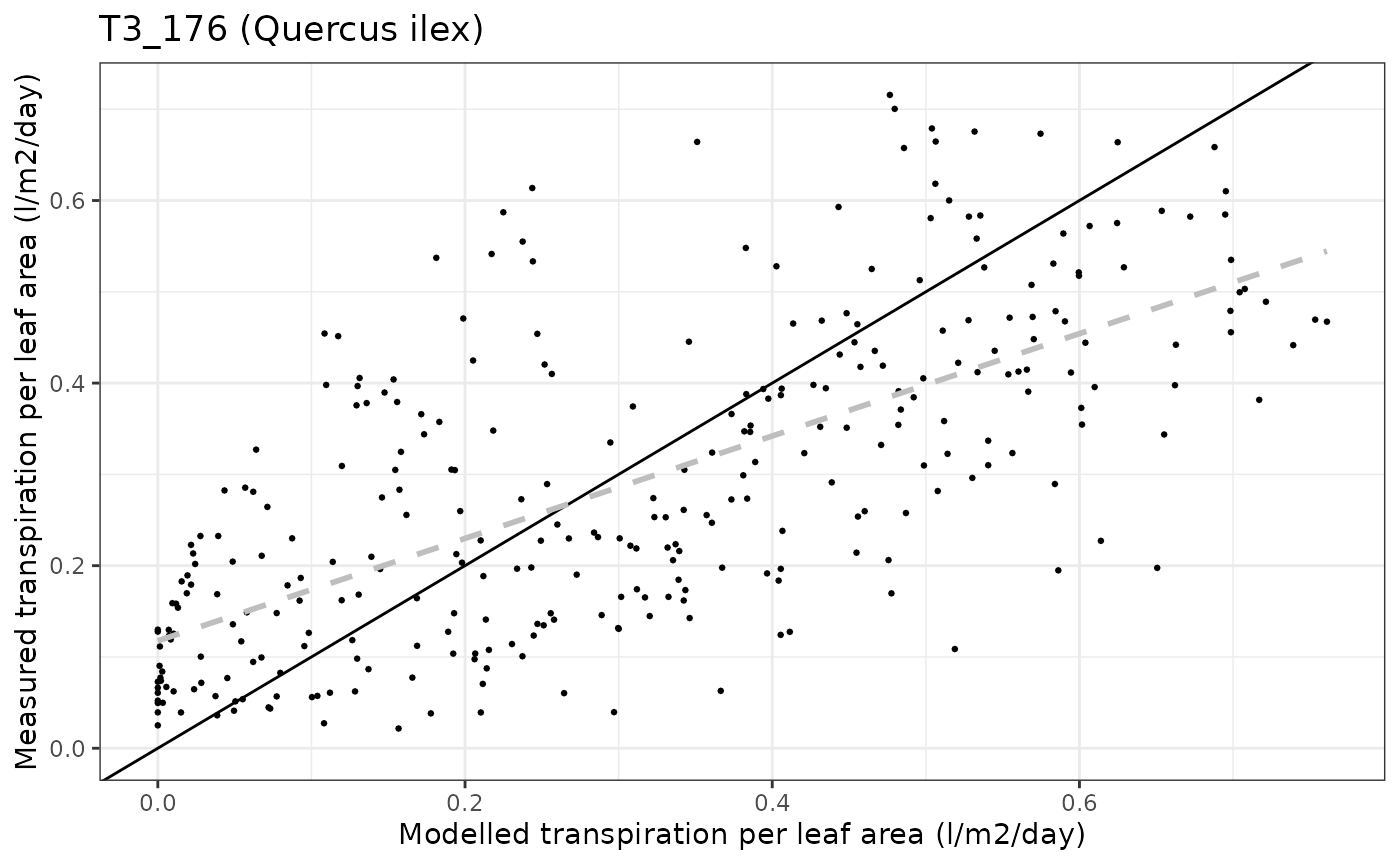 T3_176 (Quercus ilex)
Measured transpiration per leaf area (l/m2/day)
0.6
0.4
0.2
0.0
0.0 0.2 0.4 0.6
Modelled transpiration per leaf area (l/m2/day)